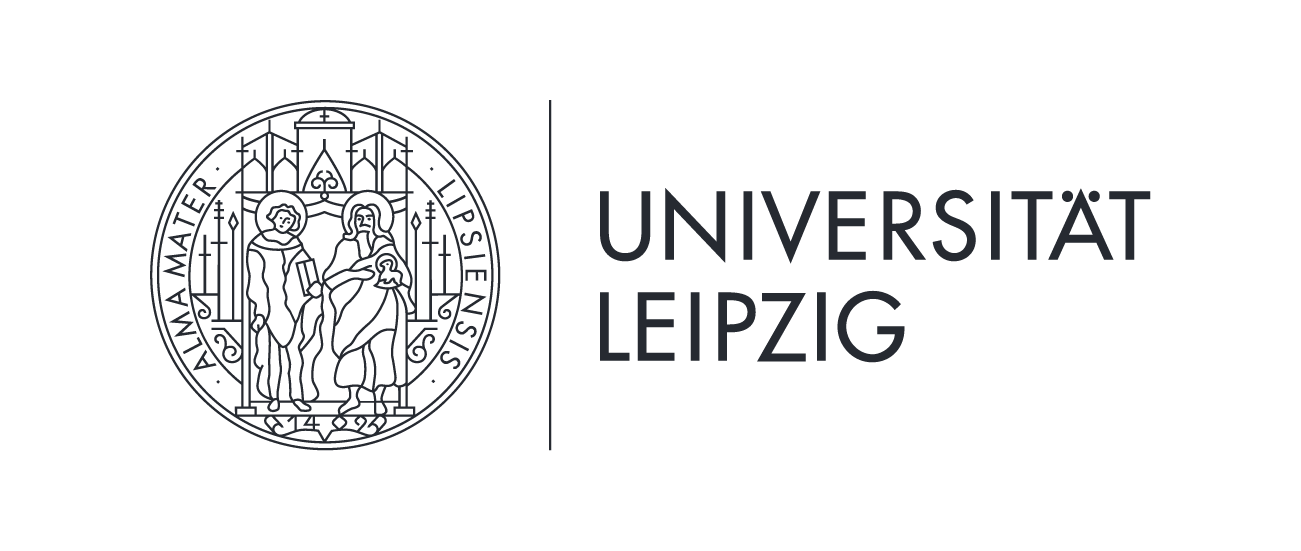 ALMA MATER
LIPSIENSIS
UNIVERSITÄT
LEIPZIG